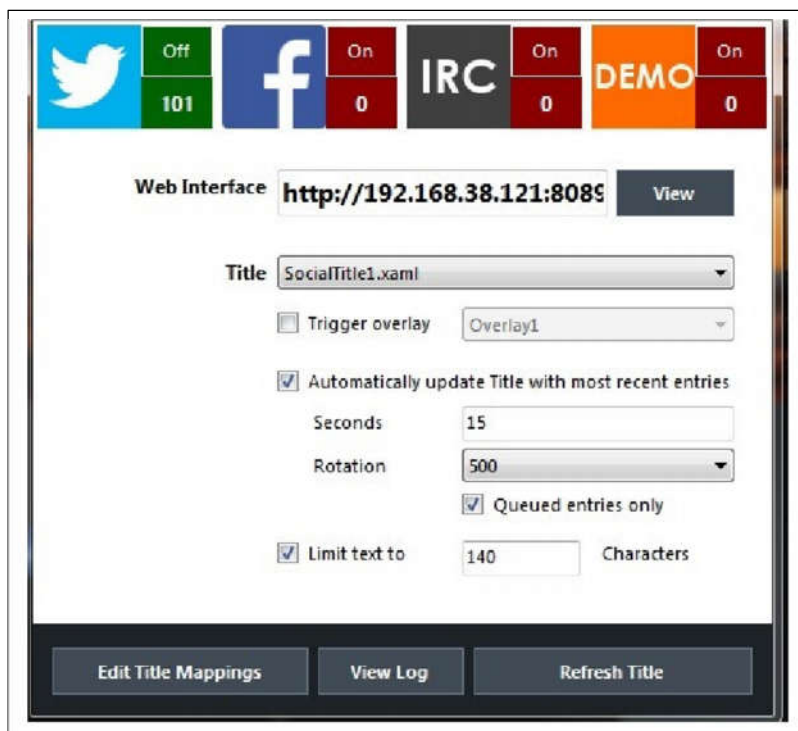 Off On On On
IRC DEMO
101 0 0 0
Web Interface http://192.168.38.121:8089 View
Title SocialTitle1.xaml
Trigger overlay Overlay1
Automatically update Title with most recent entries
Seconds 15
Rotation 500
Queued entries only
Limit text to 140 Characters
Edit Title Mappings View Log Refresh Title